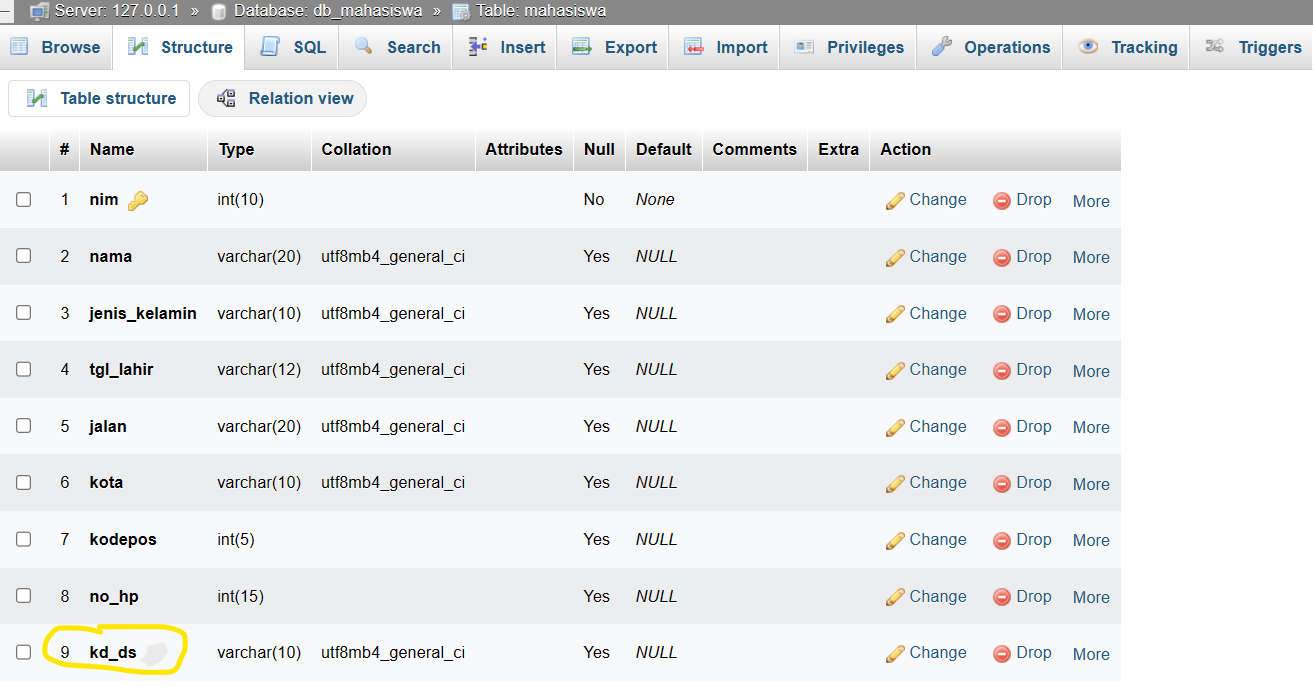 Server: 127.0.0.1 » Database: db_mahasiswa » Table: mahasiswa
Browse Structure SQL Search Insert Export Import Privileges Operations Tracking Triggers
Table structure Relation view
# Name Type Collation Attributes Null Default Comments Extra Action
1 nim int(10) No None Change Drop More
2 nama varchar(20) utf8mb4_general_ci Yes NULL Change Drop More
3 jenis_kelamin varchar(10) utf8mb4_general_ci Yes NULL Change Drop More
4 tgl_lahir varchar(12) utf8mb4_general_ci Yes NULL Change Drop More
5 jalan varchar(20) utf8mb4_general_ci Yes NULL Change Drop More
6 kota varchar(10) utf8mb4_general_ci Yes NULL Change Drop More
7 kodepos int(5) Yes NULL Change Drop More
8 no_hp int(15) Yes NULL Change Drop More
9 kd_ds varchar(10) utf8mb4_general_ci Yes NULL Change Drop More